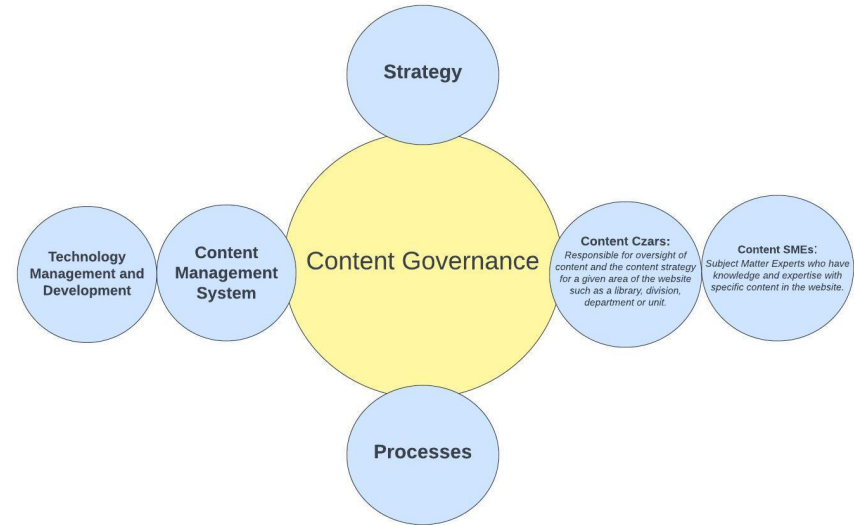 Strategy
Technology
Management and
Development
Content
Management
System
Content Governance
Content Czars:
Responsible for oversight of
content and the content strategy
for a given area of the website
such as a library, division,
department or unit.
Content SMEs:
Subject Matter Experts who have
knowledge and expertise with
specific content in the website.
Processes